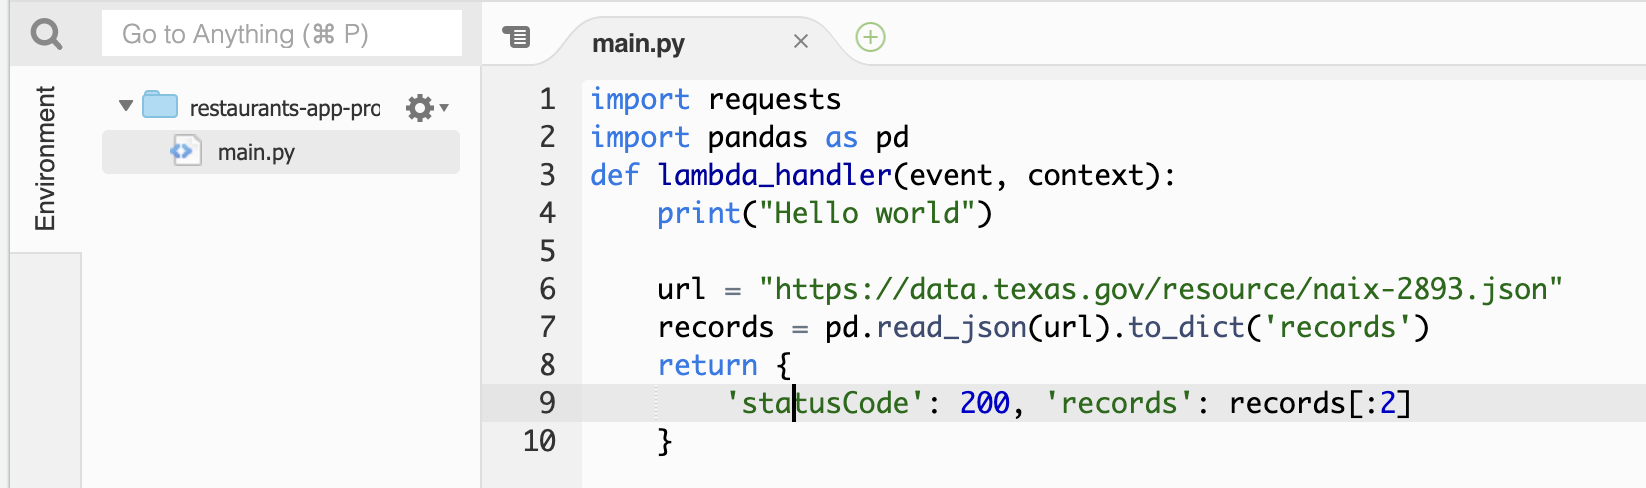 Go to Anything (⌘ P)
main.py
Environment
restaurants-app-pro
main.py
1 import requests
2 import pandas as pd
3 def lambda_handler(event, context):
4     print("Hello world")
5
6     url = "https://data.texas.gov/resource/naix-2893.json"
7     records = pd.read_json(url).to_dict('records')
8     return {
9         'statusCode': 200, 'records': records[:2]
10     }